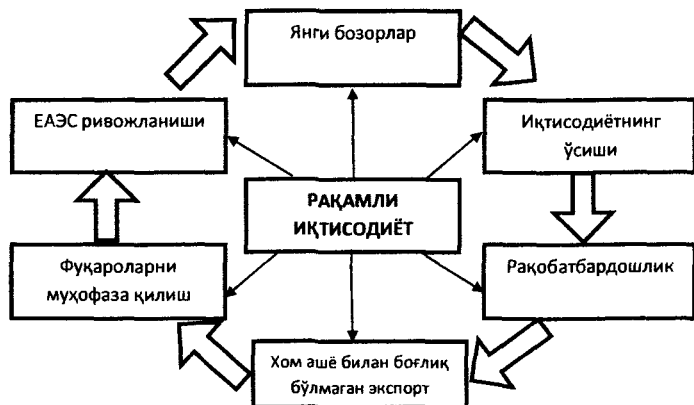 Янги бозорлар
ЕАЭС ривожланиши
Иқтисодиётнинг
ўсиши
РАҚАМЛИ
ИҚТИСОДИЁТ
Фуқароларни
муҳофаза қилиш
Рақобатбардошлик
Хом ашё билан боғлиқ
бўлмаган экспорт